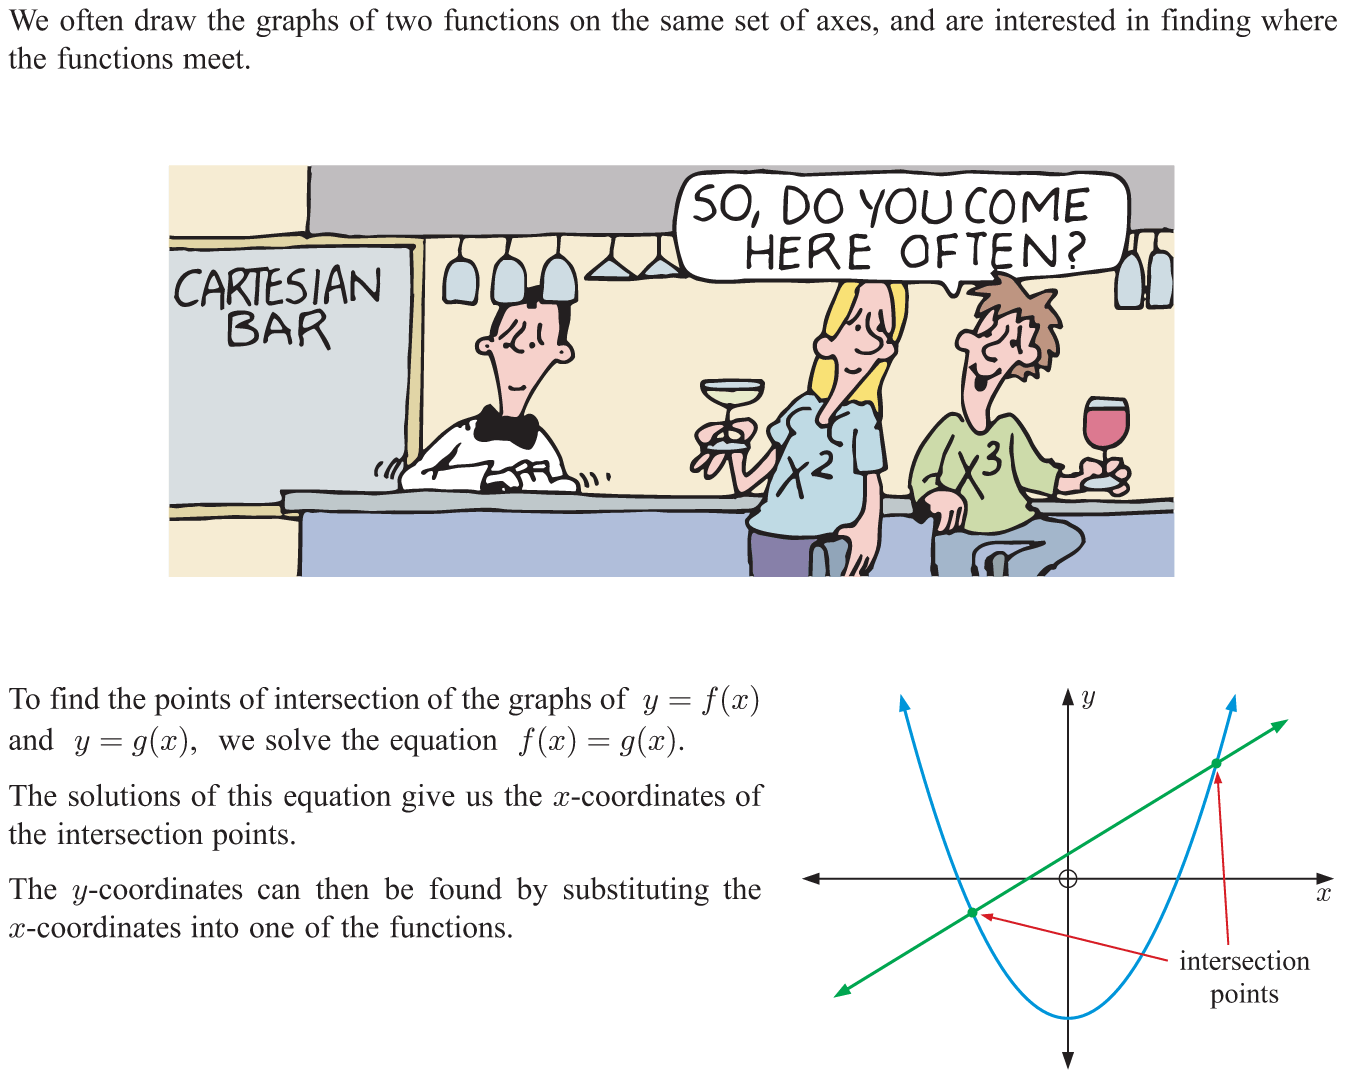 We often draw the graphs of two functions on the same set of axes, and are interested in finding where
the functions meet.
SO, DO YOU COME
HERE OFTEN?
CARTESIAN
BAR
x²
x³
To find the points of intersection of the graphs of y = f(x)
and y = g(x), we solve the equation f(x) = g(x).
The solutions of this equation give us the x-coordinates of
the intersection points.
The y-coordinates can then be found by substituting the
x-coordinates into one of the functions.
y
x
intersection
points